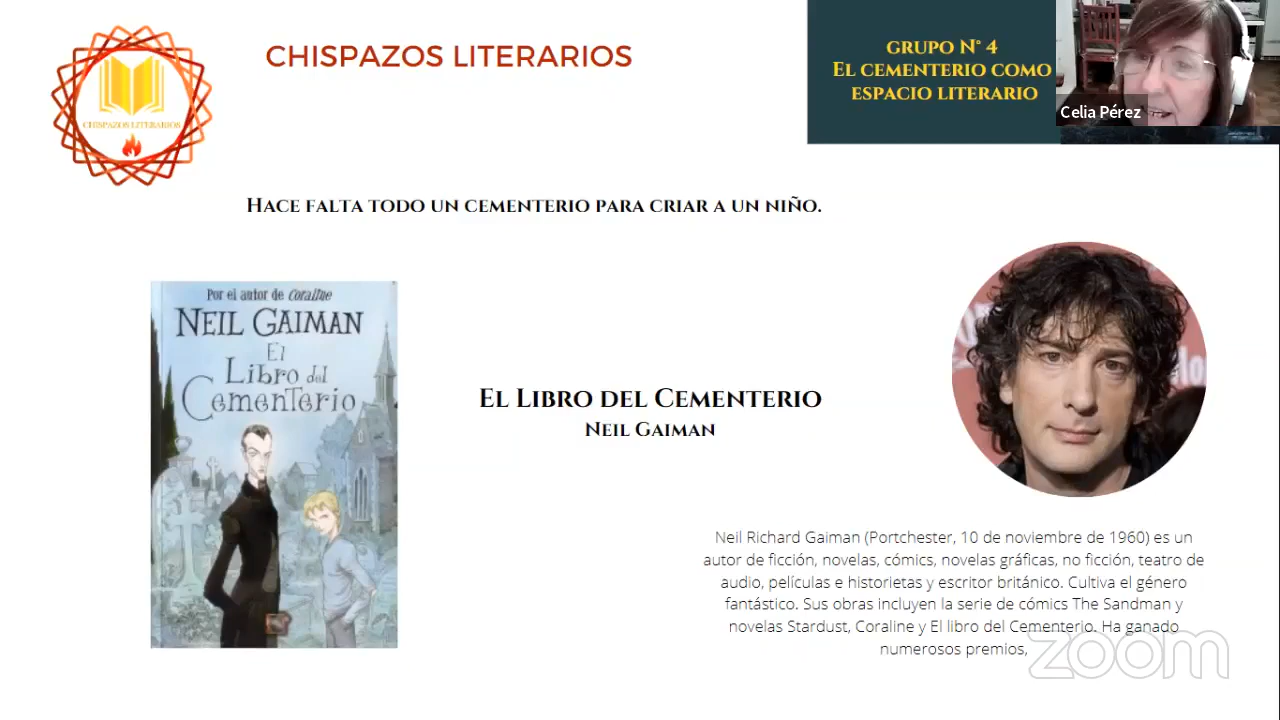 CHISPAZOS LITERARIOS
CHISPAZOS LITERARIOS
GRUPO N° 4
EL CEMENTERIO COMO
ESPACIO LITERARIO
Celia Pérez
HACE FALTA TODO UN CEMENTERIO PARA CRIAR A UN NIÑO.
Por el autor de Coraline
NEIL GAIMAN
El
Libro del
Cementerio
EL LIBRO DEL CEMENTERIO
NEIL GAIMAN
Neil Richard Gaiman (Portchester, 10 de noviembre de 1960) es un
autor de ficción, novelas, cómics, novelas gráficas, no ficción, teatro de
audio, películas e historietas y escritor británico. Cultiva el género
fantástico. Sus obras incluyen la serie de cómics The Sandman y
novelas Stardust, Coraline y El libro del Cementerio. Ha ganado
numerosos premios,
zoom